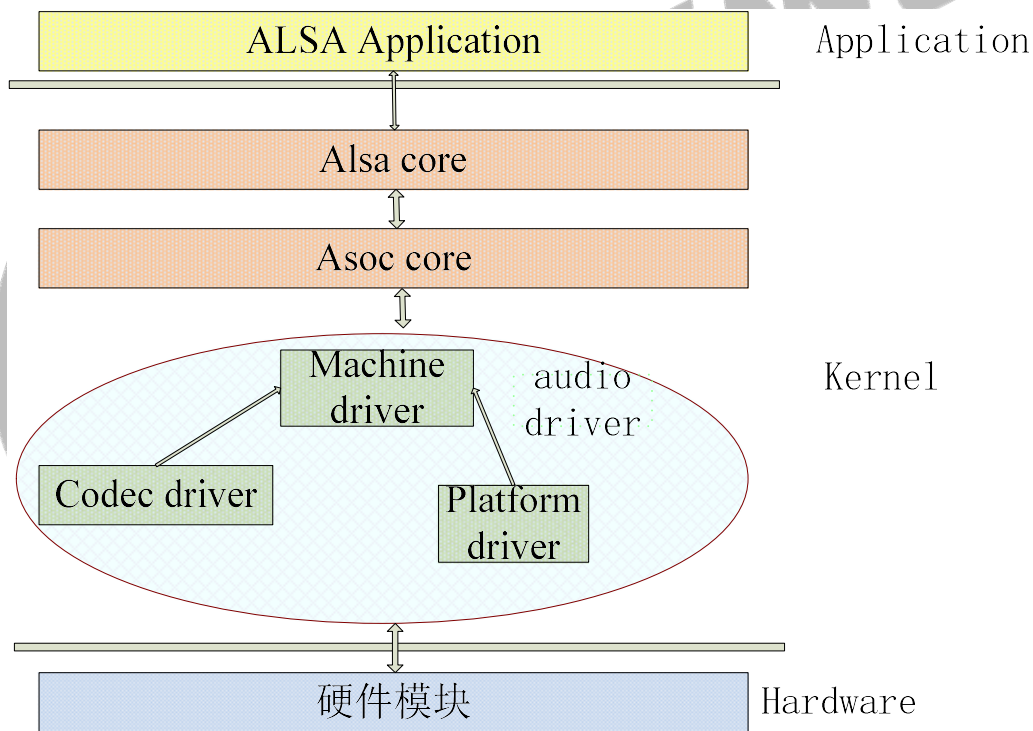 ALSA Application
Application
Alsa core
Asoc core
Machine
driver
audio
driver
Kernel
Codec driver
Platform
driver
硬件模块
Hardware